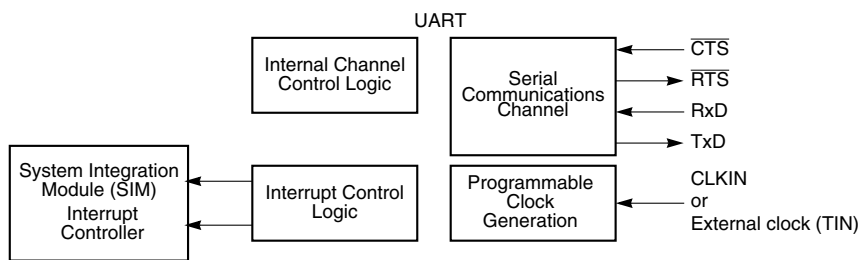 UART
Internal Channel
Control Logic
Serial
Communications
Channel
CTS
RTS
RxD
TxD
System Integration
Module (SIM)
Interrupt
Controller
Interrupt Control
Logic
Programmable
Clock
Generation
CLKIN
or
External clock (TIN)